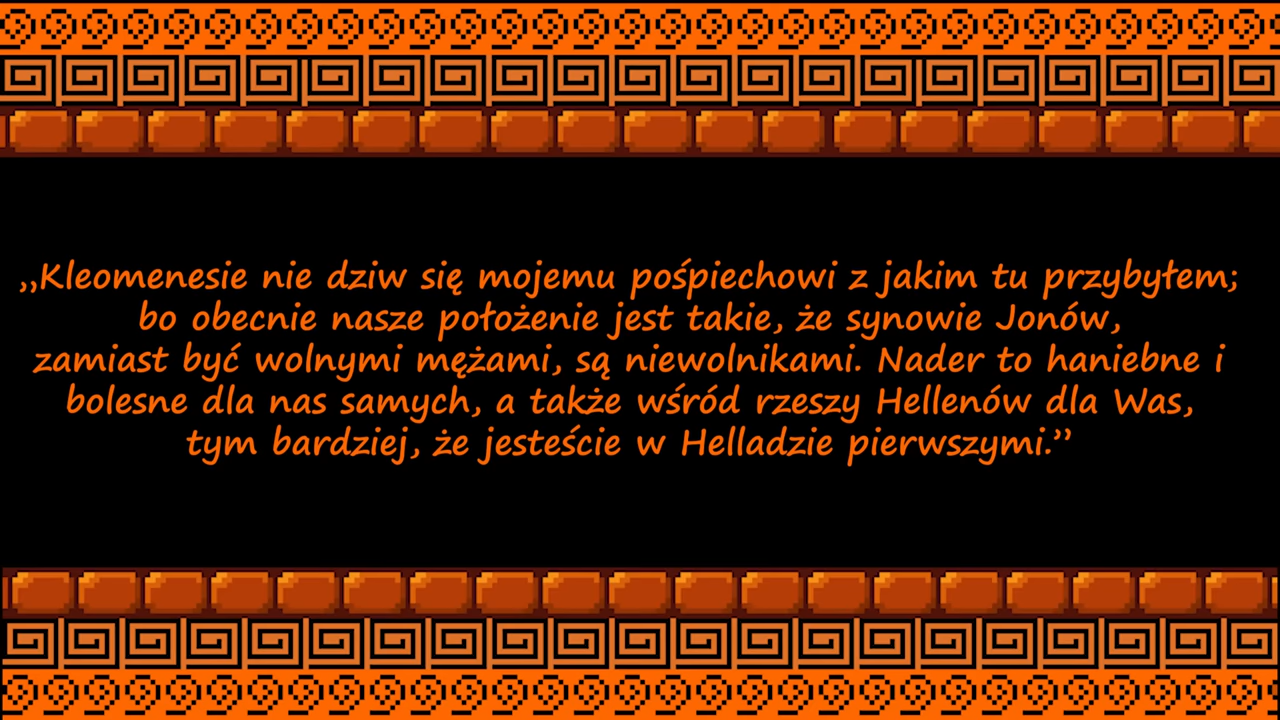 „Kleomenesie nie dziw się mojemu pośpiechowi z jakim tu przybyłem;
bo obecnie nasze położenie jest takie, że synowie Jonów,
zamiast być wolnymi mężami, są niewolnikami. Nader to haniebne i
bolesne dla nas samych, a także wśród rzeszy Hellenów dla Was,
tym bardziej, że jesteście w Helladzie pierwszymi.”